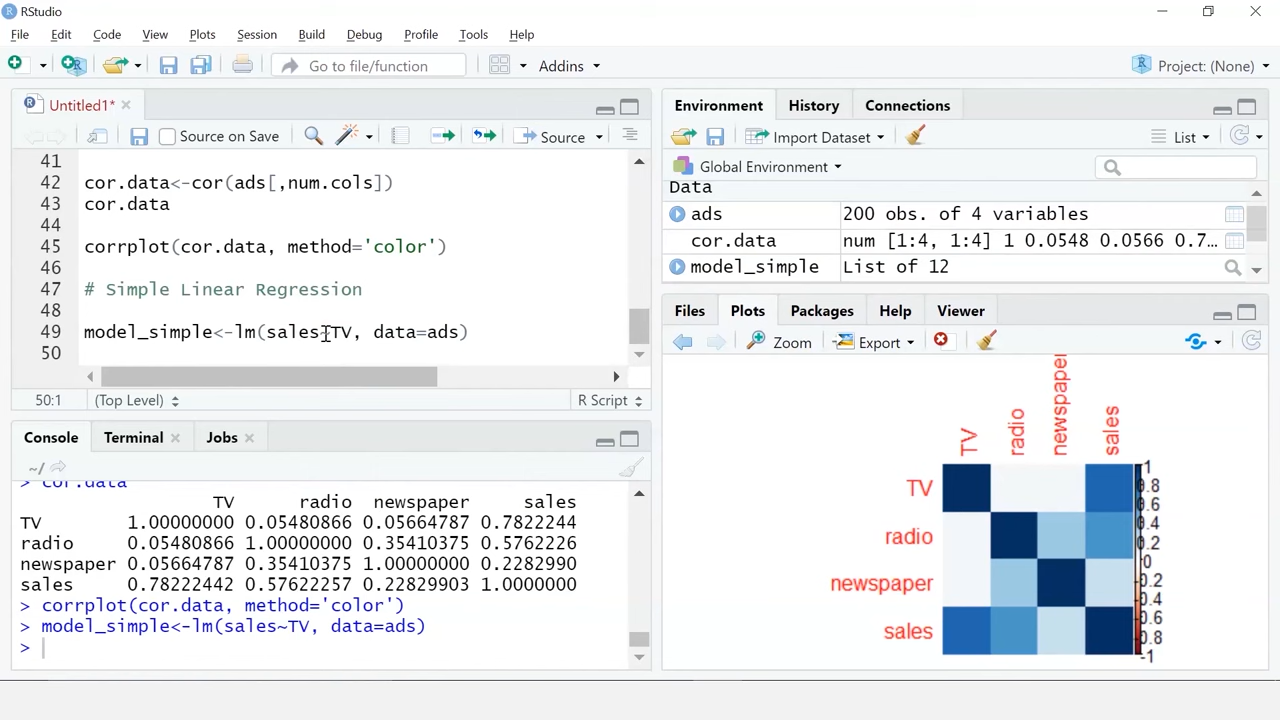 RStudio
File Edit Code View Plots Session Build Debug Profile Tools Help
Go to file/function Addins Project: (None)
Untitled1*
Source on Save Source
41
42 cor.data<-cor(ads[,num.cols])
43 cor.data
44
45 corrplot(cor.data, method='color')
46
47 # Simple Linear Regression
48
49 model_simple<-lm(sales~TV, data=ads)
50
50:1 (Top Level) R Script
Console Terminal Jobs
~/
> cor.data
TV radio newspaper sales
TV 1.00000000 0.05480866 0.05664787 0.7822244
radio 0.05480866 1.00000000 0.35410375 0.5762226
newspaper 0.05664787 0.35410375 1.00000000 0.2282990
sales 0.78222442 0.57622257 0.22829903 1.0000000
> corrplot(cor.data, method='color')
> model_simple<-lm(sales~TV, data=ads)
>
Environment History Connections
Import Dataset List
Global Environment
Data
ads 200 obs. of 4 variables
cor.data num [1:4, 1:4] 1 0.0548 0.0566 0.7...
model_simple List of 12
Files Plots Packages Help Viewer
Zoom Export
TV radio newspaper sales
TV
radio
newspaper
sales
1
0.8
0.6
0.4
0.2
0
-0.2
-0.4
-0.6
-0.8
-1